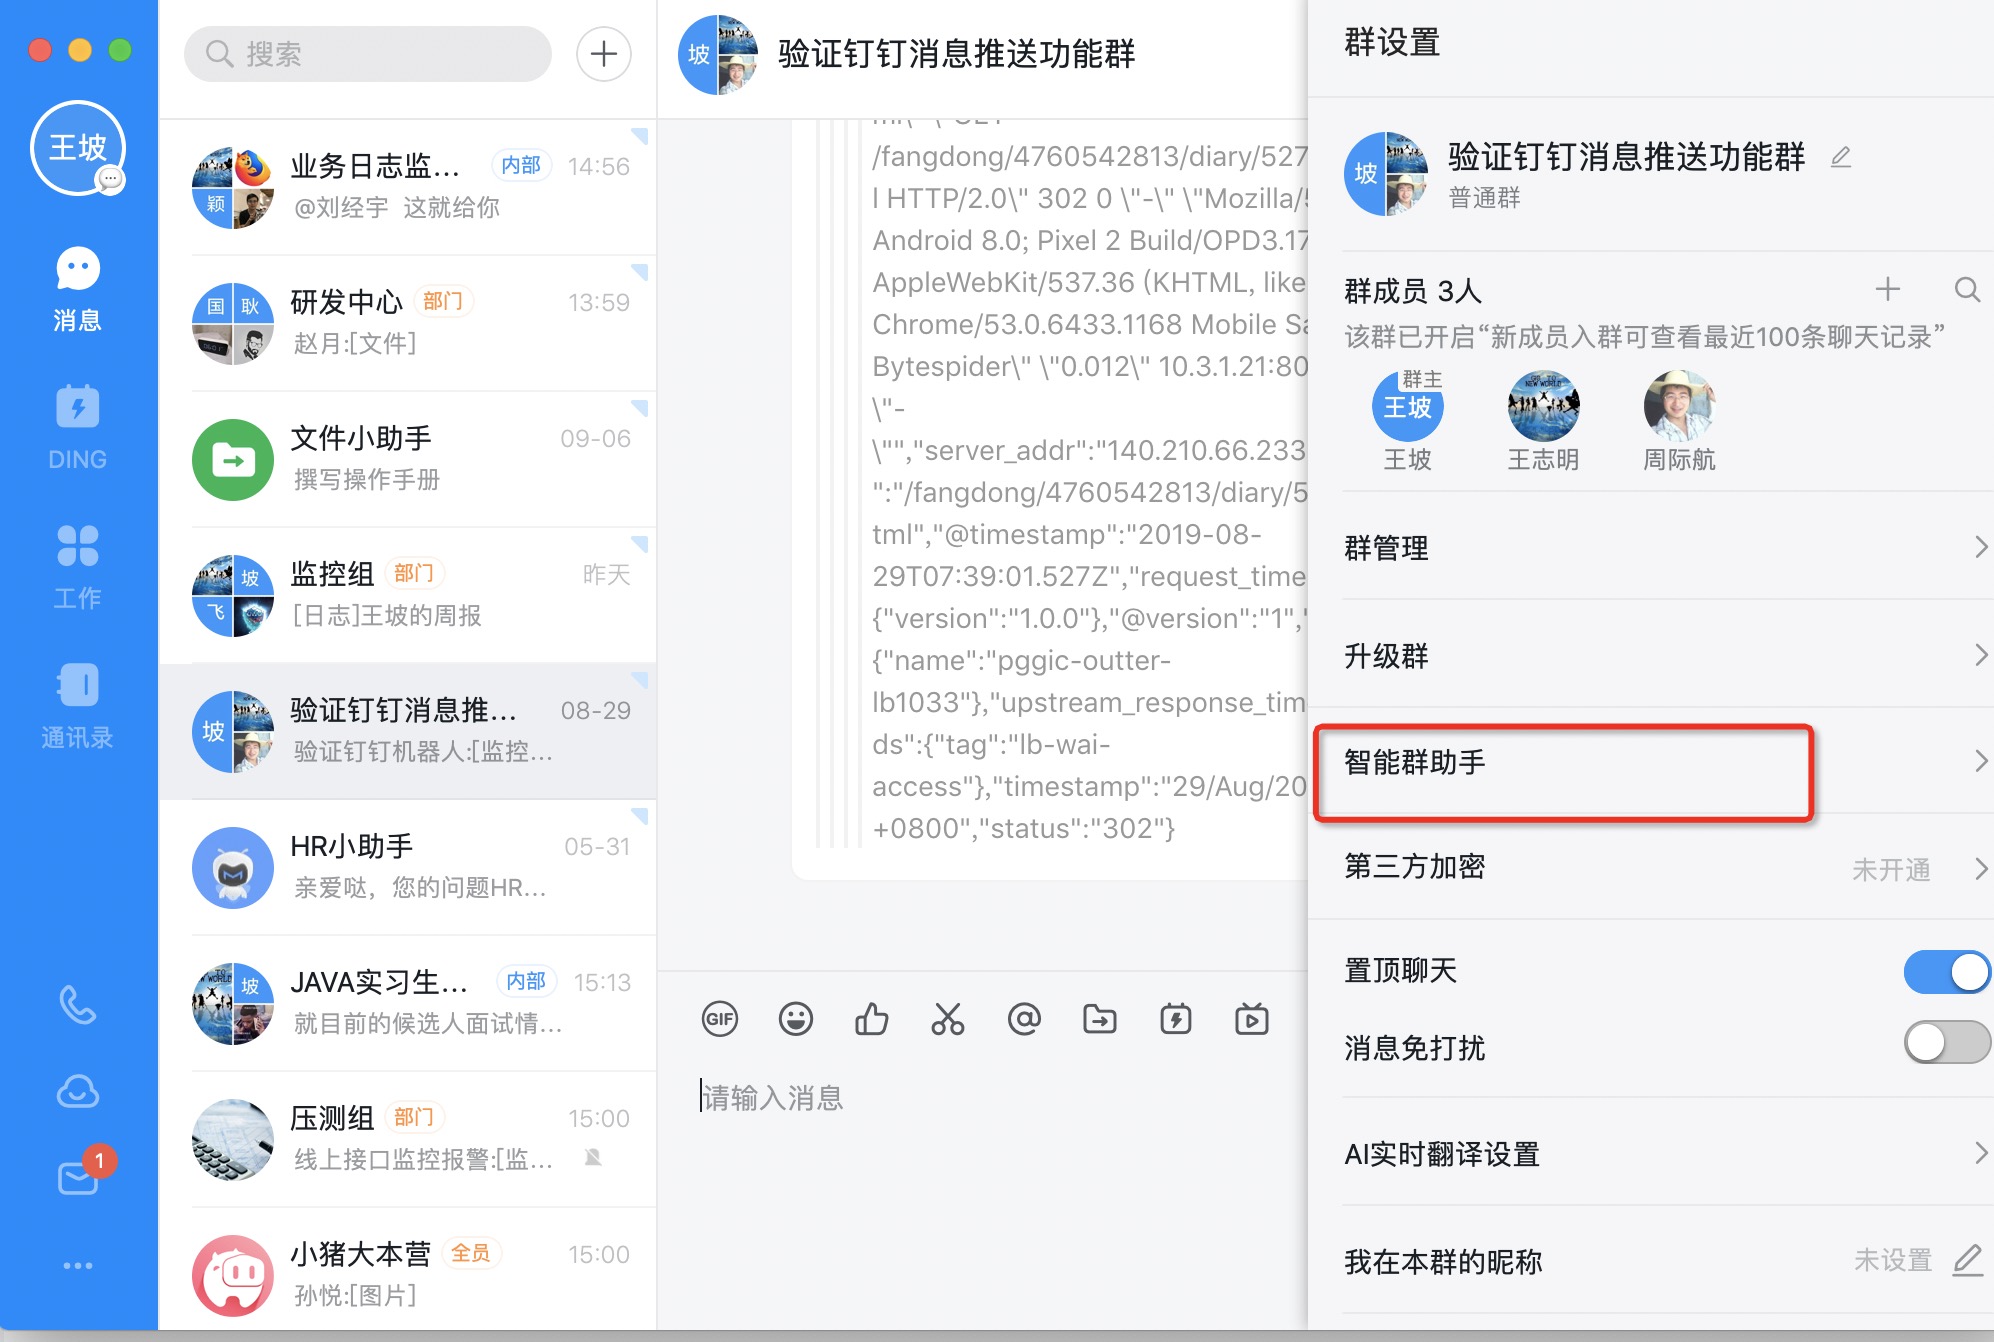 王坡
消息
DING
工作
通讯录
1
搜索
业务日志监... 内部 14:56
颖
@刘经宇 这就给你
国 耿
研发中心 部门 13:59
赵月:[文件]
文件小助手 09-06
撰写操作手册
坡
飞
监控组 部门 昨天
[日志]王坡的周报
坡
验证钉钉消息推... 08-29
验证钉钉机器人:[监控...
HR小助手 05-31
亲爱哒，您的问题HR...
坡
JAVA实习生... 内部 15:13
就目前的候选人面试情...
压测组 部门 15:00
线上接口监控报警:[监...
小猪大本营 全员 15:00
孙悦:[图片]
坡
验证钉钉消息推送功能群
/fangdong/4760542813/diary/527
l HTTP/2.0\" 302 0 \"-\" \"Mozilla/5
Android 8.0; Pixel 2 Build/OPD3.17
AppleWebKit/537.36 (KHTML, like
Chrome/53.0.6433.1168 Mobile Sa
Bytespider\" \"0.012\" 10.3.1.21:80
\"-
\"","server_addr":"140.210.66.233
":"/fangdong/4760542813/diary/5
tml","@timestamp":"2019-08-
29T07:39:01.527Z","request_time
{"version":"1.0.0"},"@version":"1","
{"name":"pggic-outter-
lb1033"},"upstream_response_tim
ds":{"tag":"lb-wai-
access"},"timestamp":"29/Aug/20
+0800","status":"302"}
GIF
请输入消息
群设置
坡
验证钉钉消息推送功能群
普通群
群成员 3人
该群已开启“新成员入群可查看最近100条聊天记录”
群主
王坡
GO TO
NEW WORLD
王坡 王志明 周际航
群管理
升级群
智能群助手
第三方加密 未开通
置顶聊天
消息免打扰
AI实时翻译设置
我在本群的昵称 未设置